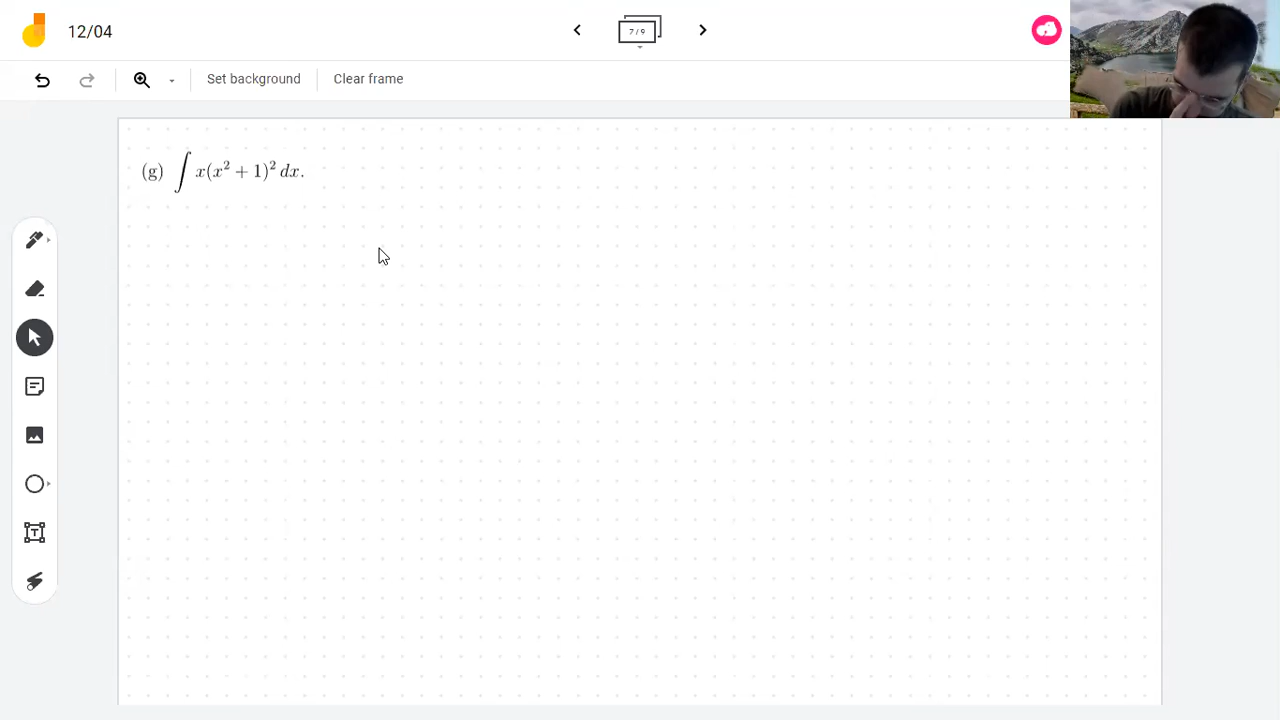 12/04
7 / 9
Set background
Clear frame
(g) ∫ x(x² + 1)² dx.
T